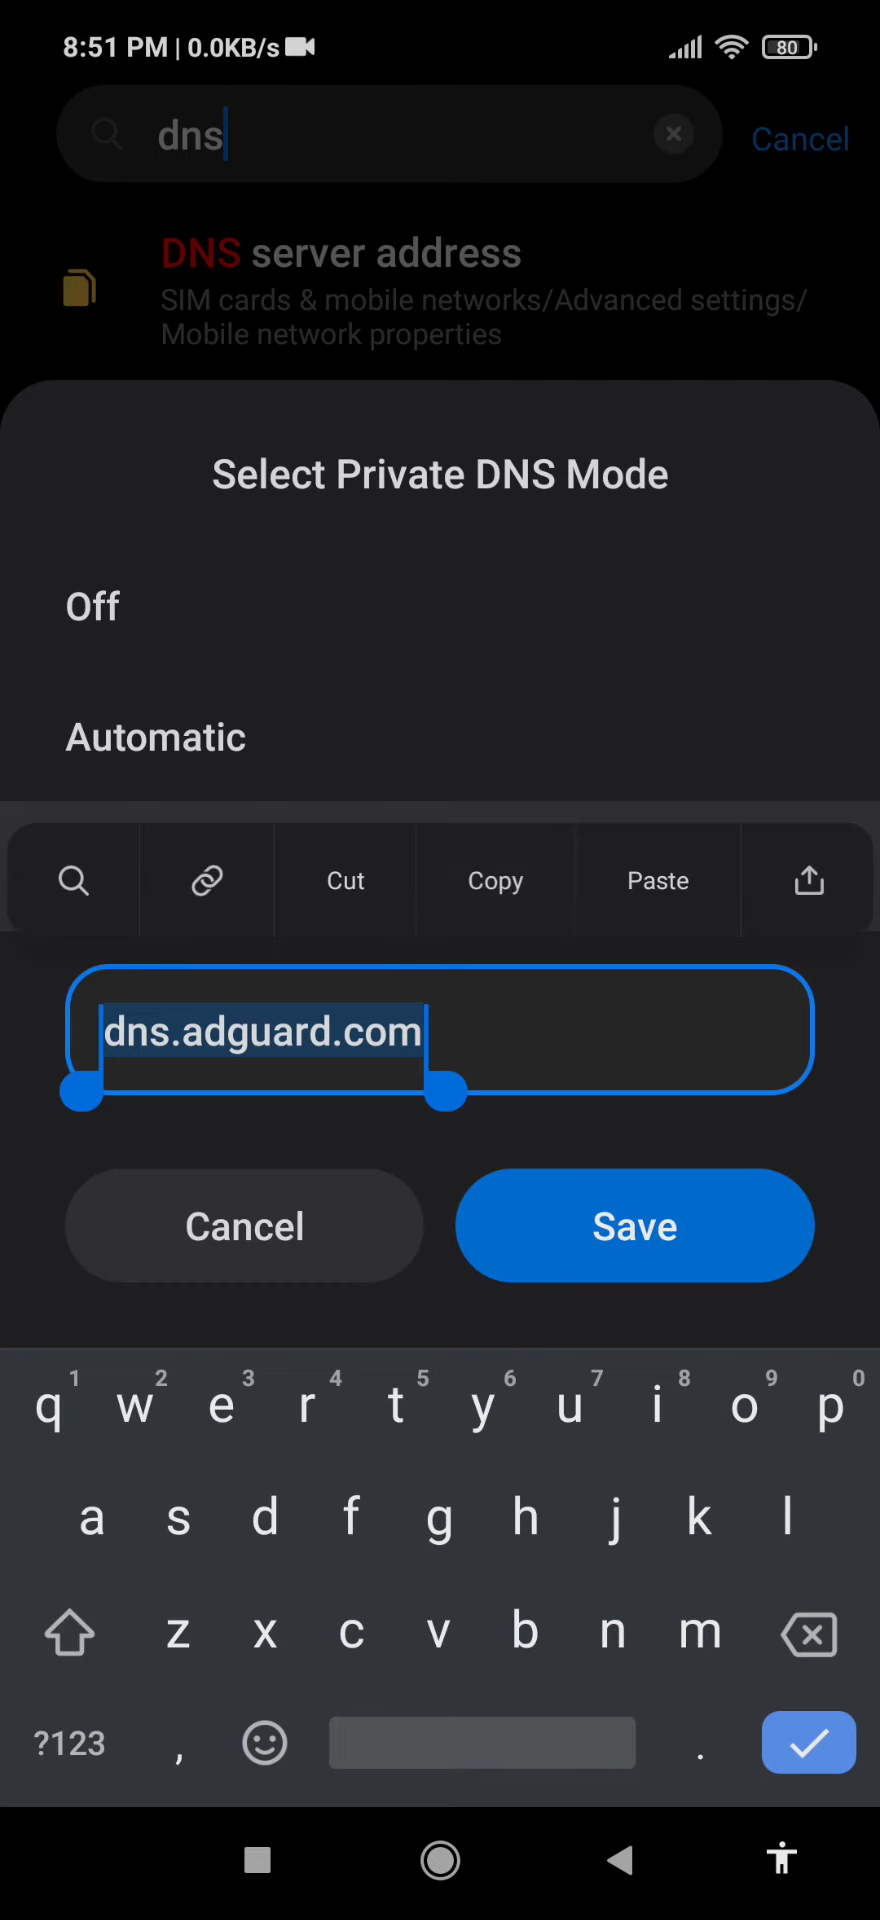 8:51 PM | 0.0KB/s
80
dns
Cancel
DNS server address
SIM cards & mobile networks/Advanced settings/
Mobile network properties
Select Private DNS Mode
Off
Automatic
Cut Copy Paste
dns.adguard.com
Cancel Save
1 2 3 4 5 6 7 8 9 0
q w e r t y u i o p
a s d f g h j k l
z x c v b n m
?123 , .